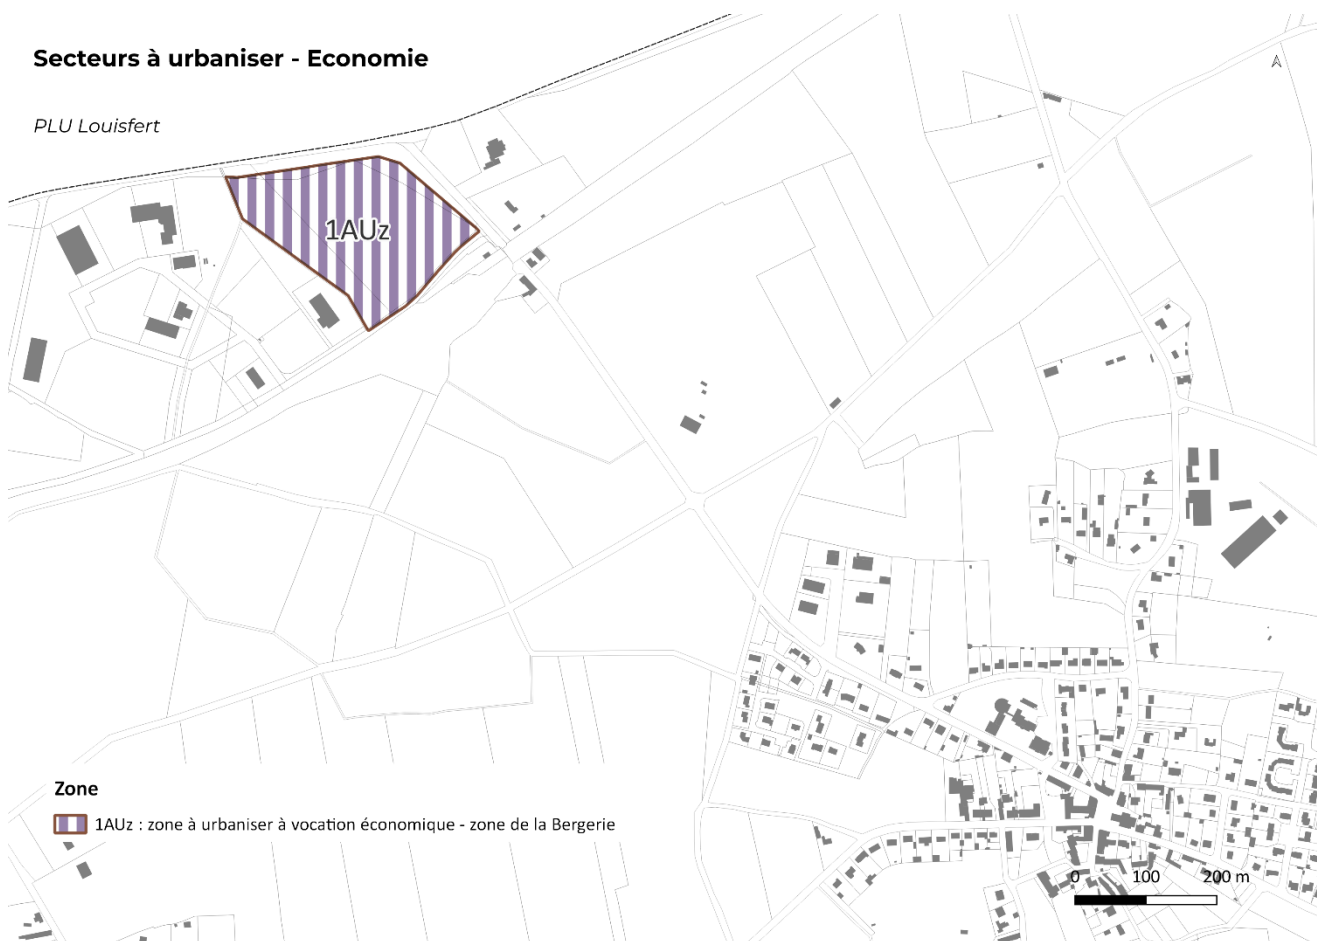 Secteurs à urbaniser - Economie
PLU Louisfert
1AUz
Zone
1AUz : zone à urbaniser à vocation économique - zone de la Bergerie
0 100 200 m